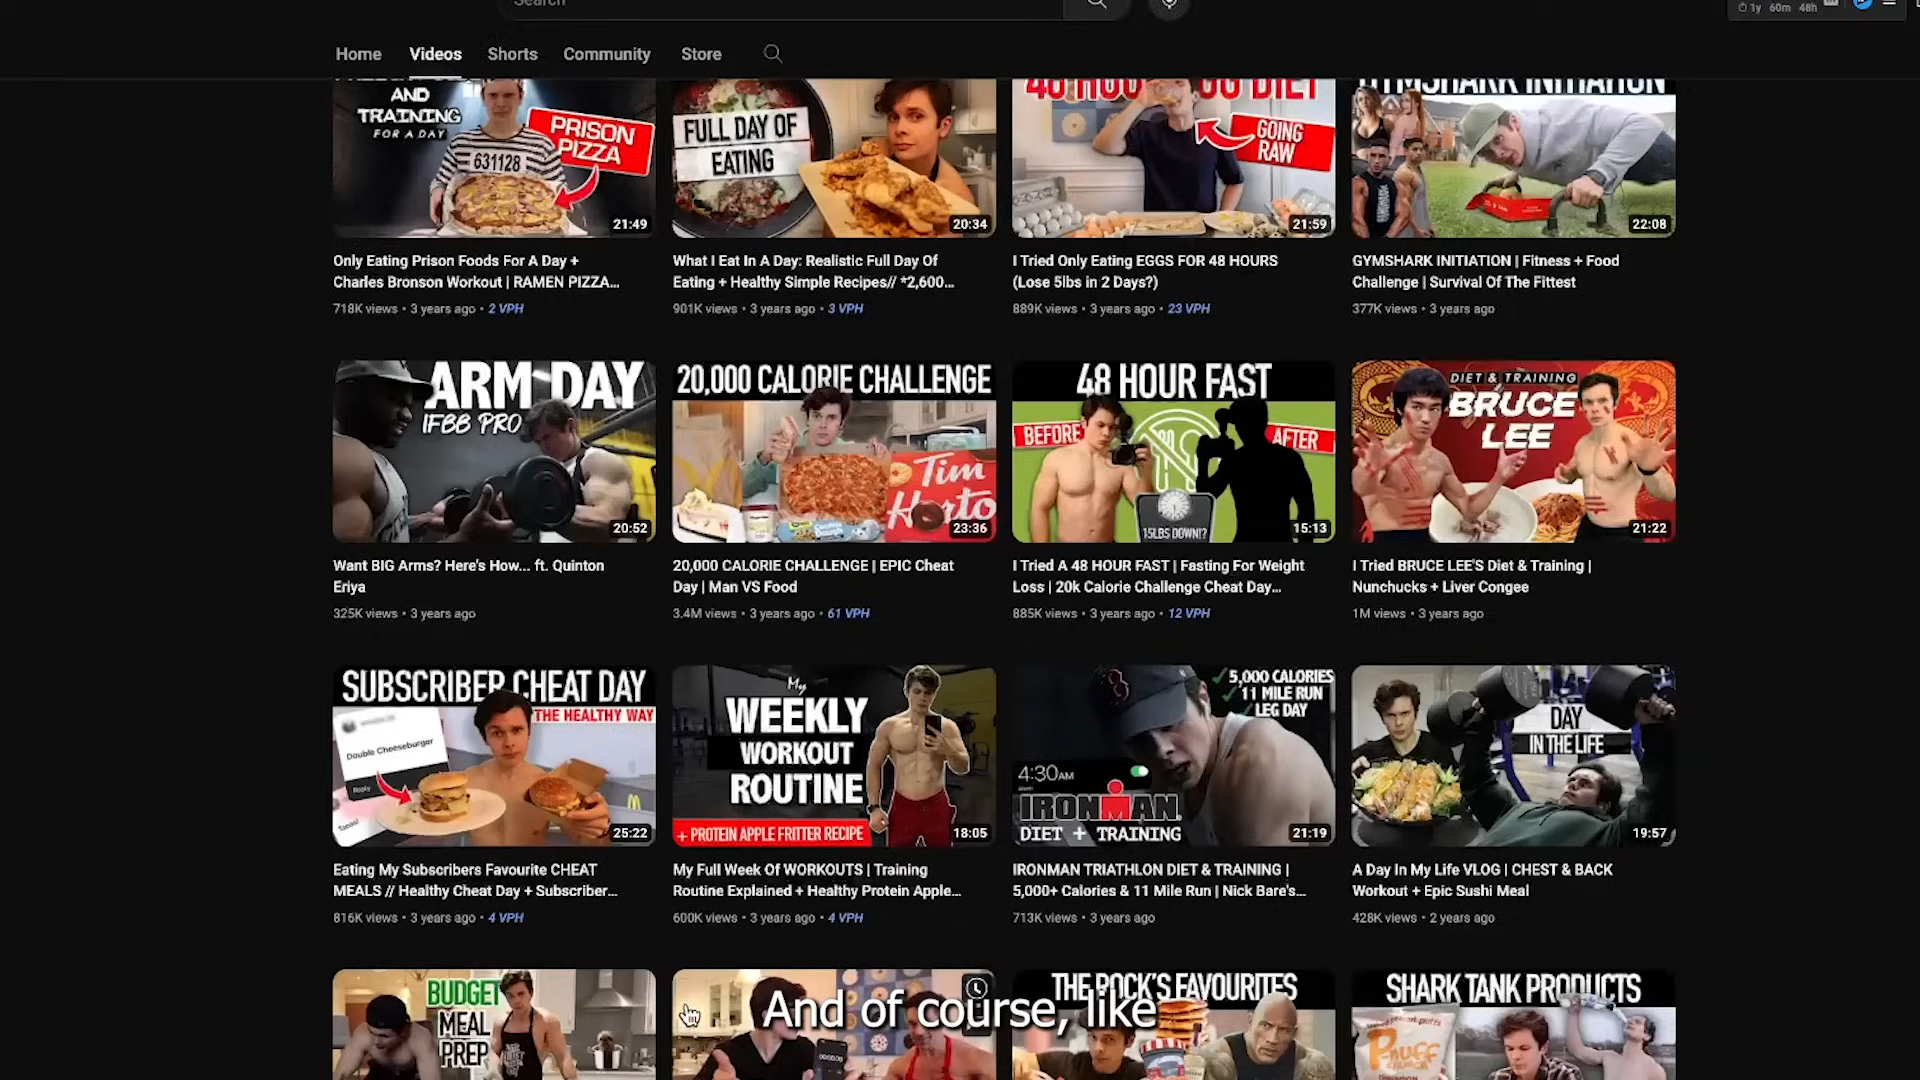 Search
1y 60m 48h
Home Videos Shorts Community Store
AND
TRAINING
FOR A DAY
PRISON
PIZZA
631128
21:49
FULL DAY OF
EATING
20:34
GOING
RAW
21:59
GYMSHARK INITIATION
22:08
Only Eating Prison Foods For A Day +
Charles Bronson Workout | RAMEN PIZZA...
718K views • 3 years ago • 2 VPH
What I Eat In A Day: Realistic Full Day Of
Eating + Healthy Simple Recipes// *2,600...
901K views • 3 years ago • 3 VPH
I Tried Only Eating EGGS FOR 48 HOURS
(Lose 5lbs in 2 Days?)
889K views • 3 years ago • 23 VPH
GYMSHARK INITIATION | Fitness + Food
Challenge | Survival Of The Fittest
377K views • 3 years ago
ARM DAY
IFBB PRO
20:52
20,000 CALORIE CHALLENGE
Tim
Horto
23:36
48 HOUR FAST
BEFORE
AFTER
15LBS DOWN!?
15:13
DIET & TRAINING
BRUCE
LEE
21:22
Want BIG Arms? Here's How... ft. Quinton
Eriya
325K views • 3 years ago
20,000 CALORIE CHALLENGE | EPIC Cheat
Day | Man VS Food
3.4M views • 3 years ago • 61 VPH
I Tried A 48 HOUR FAST | Fasting For Weight
Loss | 20k Calorie Challenge Cheat Day...
885K views • 3 years ago • 12 VPH
I Tried BRUCE LEE'S Diet & Training |
Nunchucks + Liver Congee
1M views • 3 years ago
SUBSCRIBER CHEAT DAY
THE HEALTHY WAY
Double Cheeseburger
Reply
Tacos!
25:22
My
WEEKLY
WORKOUT
ROUTINE
+ PROTEIN APPLE FRITTER RECIPE
18:05
5,000 CALORIES
11 MILE RUN
LEG DAY
4:30AM
IRONMAN
DIET + TRAINING
21:19
DAY
IN THE LIFE
19:57
Eating My Subscribers Favourite CHEAT
MEALS // Healthy Cheat Day + Subscriber...
816K views • 3 years ago • 4 VPH
My Full Week Of WORKOUTS | Training
Routine Explained + Healthy Protein Apple...
600K views • 3 years ago • 4 VPH
IRONMAN TRIATHLON DIET & TRAINING |
5,000+ Calories & 11 Mile Run | Nick Bare's...
713K views • 3 years ago
A Day In My Life VLOG | CHEST & BACK
Workout + Epic Sushi Meal
428K views • 2 years ago
BUDGET
MEAL
PREP
THE ROCK'S FAVOURITES
SHARK TANK PRODUCTS
And of course, like